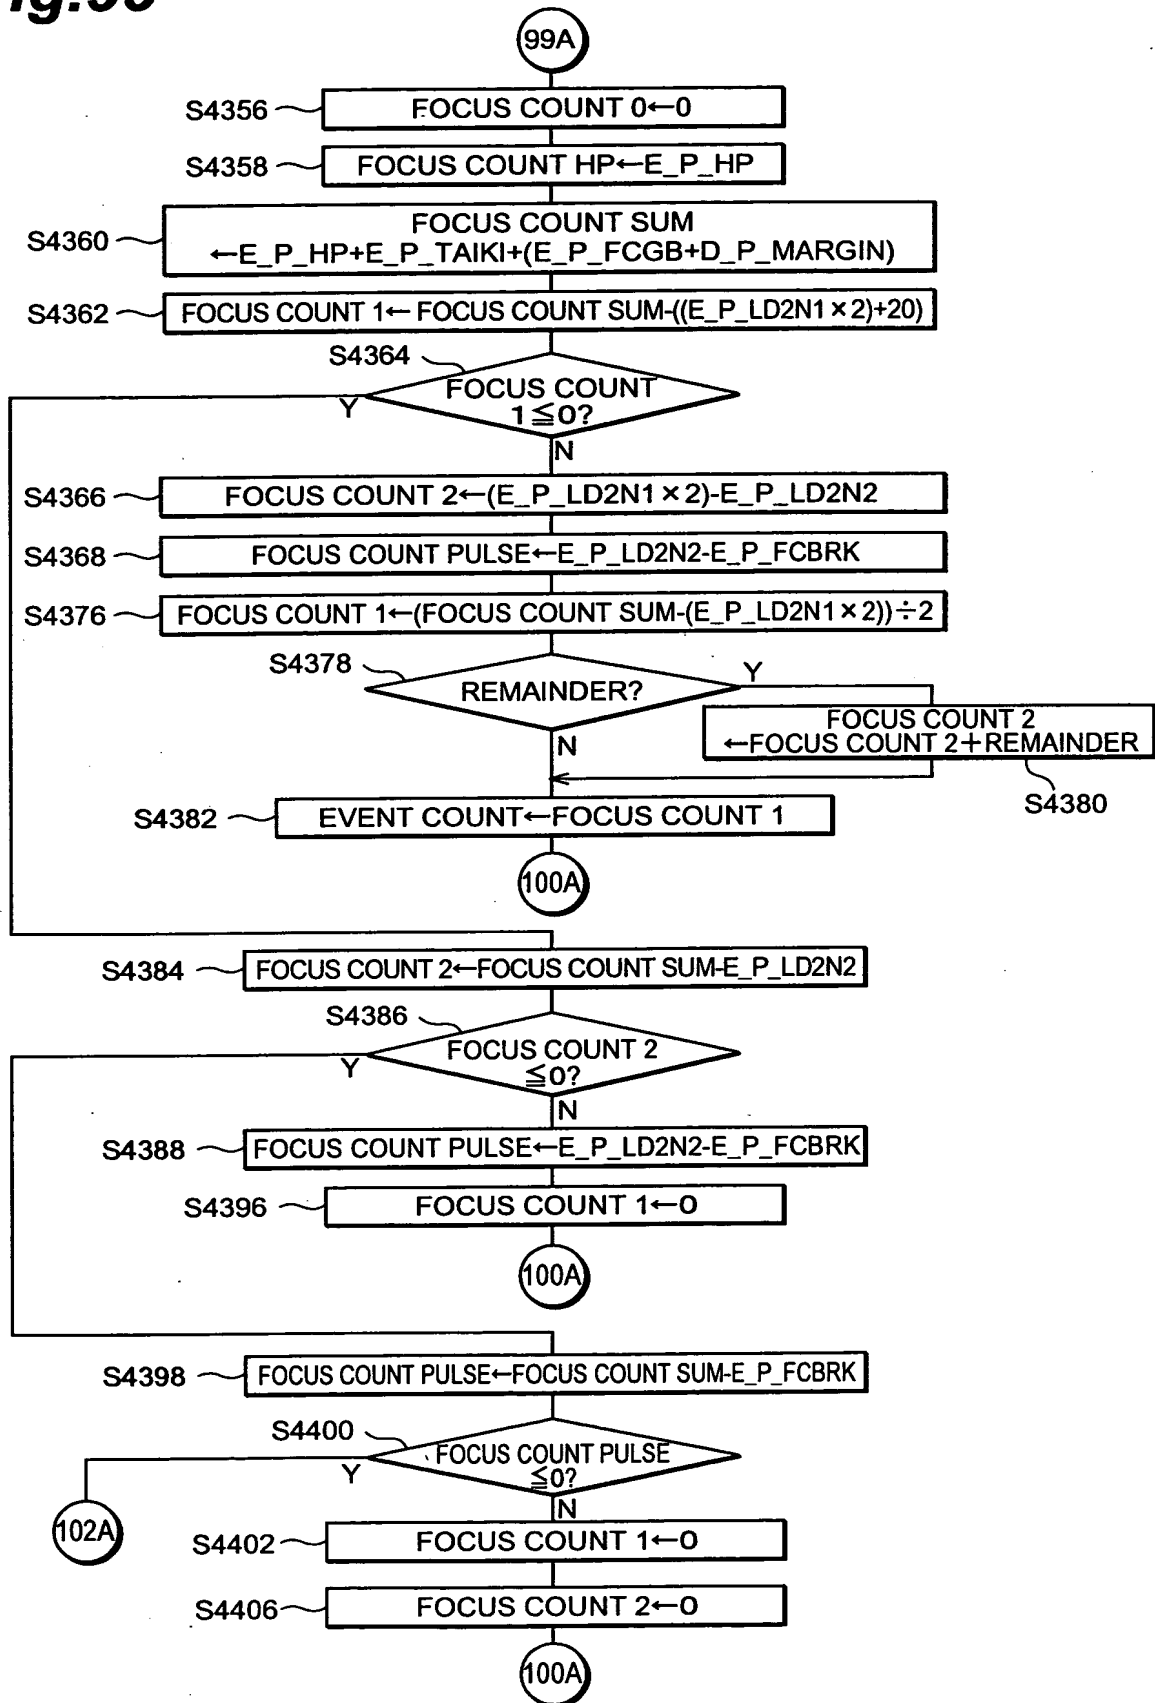 99A
S4356
FOCUS COUNT 0←0
S4358
FOCUS COUNT HP←E_P_HP
S4360
FOCUS COUNT SUM
←E_P_HP+E_P_TAIKI+(E_P_FCGB+D_P_MARGIN)
S4362
FOCUS COUNT 1←FOCUS COUNT SUM-((E_P_LD2N1×2)+20)
S4364
FOCUS COUNT
1≦0?
Y
N
S4366
FOCUS COUNT 2←(E_P_LD2N1×2)-E_P_LD2N2
S4368
FOCUS COUNT PULSE←E_P_LD2N2-E_P_FCBRK
S4376
FOCUS COUNT 1←(FOCUS COUNT SUM-(E_P_LD2N1×2))÷2
S4378
REMAINDER?
Y
N
FOCUS COUNT 2
←FOCUS COUNT 2+REMAINDER
S4380
S4382
EVENT COUNT←FOCUS COUNT 1
100A
S4384
FOCUS COUNT 2←FOCUS COUNT SUM-E_P_LD2N2
S4386
FOCUS COUNT 2
≦0?
Y
N
S4388
FOCUS COUNT PULSE←E_P_LD2N2-E_P_FCBRK
S4396
FOCUS COUNT 1←0
100A
S4398
FOCUS COUNT PULSE←FOCUS COUNT SUM-E_P_FCBRK
S4400
FOCUS COUNT PULSE
≦0?
Y
N
102A
S4402
FOCUS COUNT 1←0
S4406
FOCUS COUNT 2←0
100A